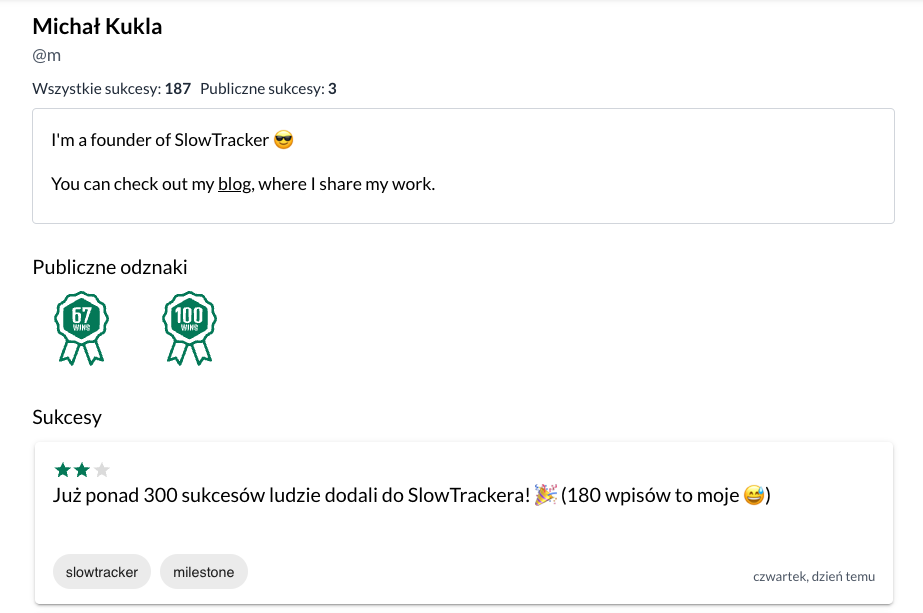 Michał Kukla
@m
Wszystkie sukcesy: 187 Publiczne sukcesy: 3
I'm a founder of SlowTracker 😎
You can check out my blog, where I share my work.
Publiczne odznaki
67 WINS
100 WINS
Sukcesy
Już ponad 300 sukcesów ludzie dodali do SlowTrackera! 🎉 (180 wpisów to moje 😅)
slowtracker milestone
czwartek, dzień temu